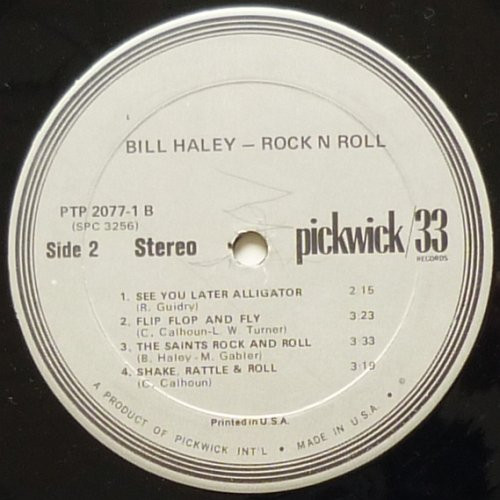 BILL HALEY – ROCK N ROLL
PTP 2077-1 B
(SPC 3256)
Side 2 Stereo
pickwick/33
RECORDS
1. SEE YOU LATER ALLIGATOR 2:15
(R. Guidry)
2. FLIP FLOP AND FLY 3:23
(C. Calhoun-L. W. Turner)
3. THE SAINTS ROCK AND ROLL 3:33
(B. Haley-M. Gabler)
4. SHAKE, RATTLE & ROLL 3:19
(C. Calhoun)
Printed in U.S.A.
A PRODUCT OF PICKWICK INT'L • MADE IN U.S.A. • ©